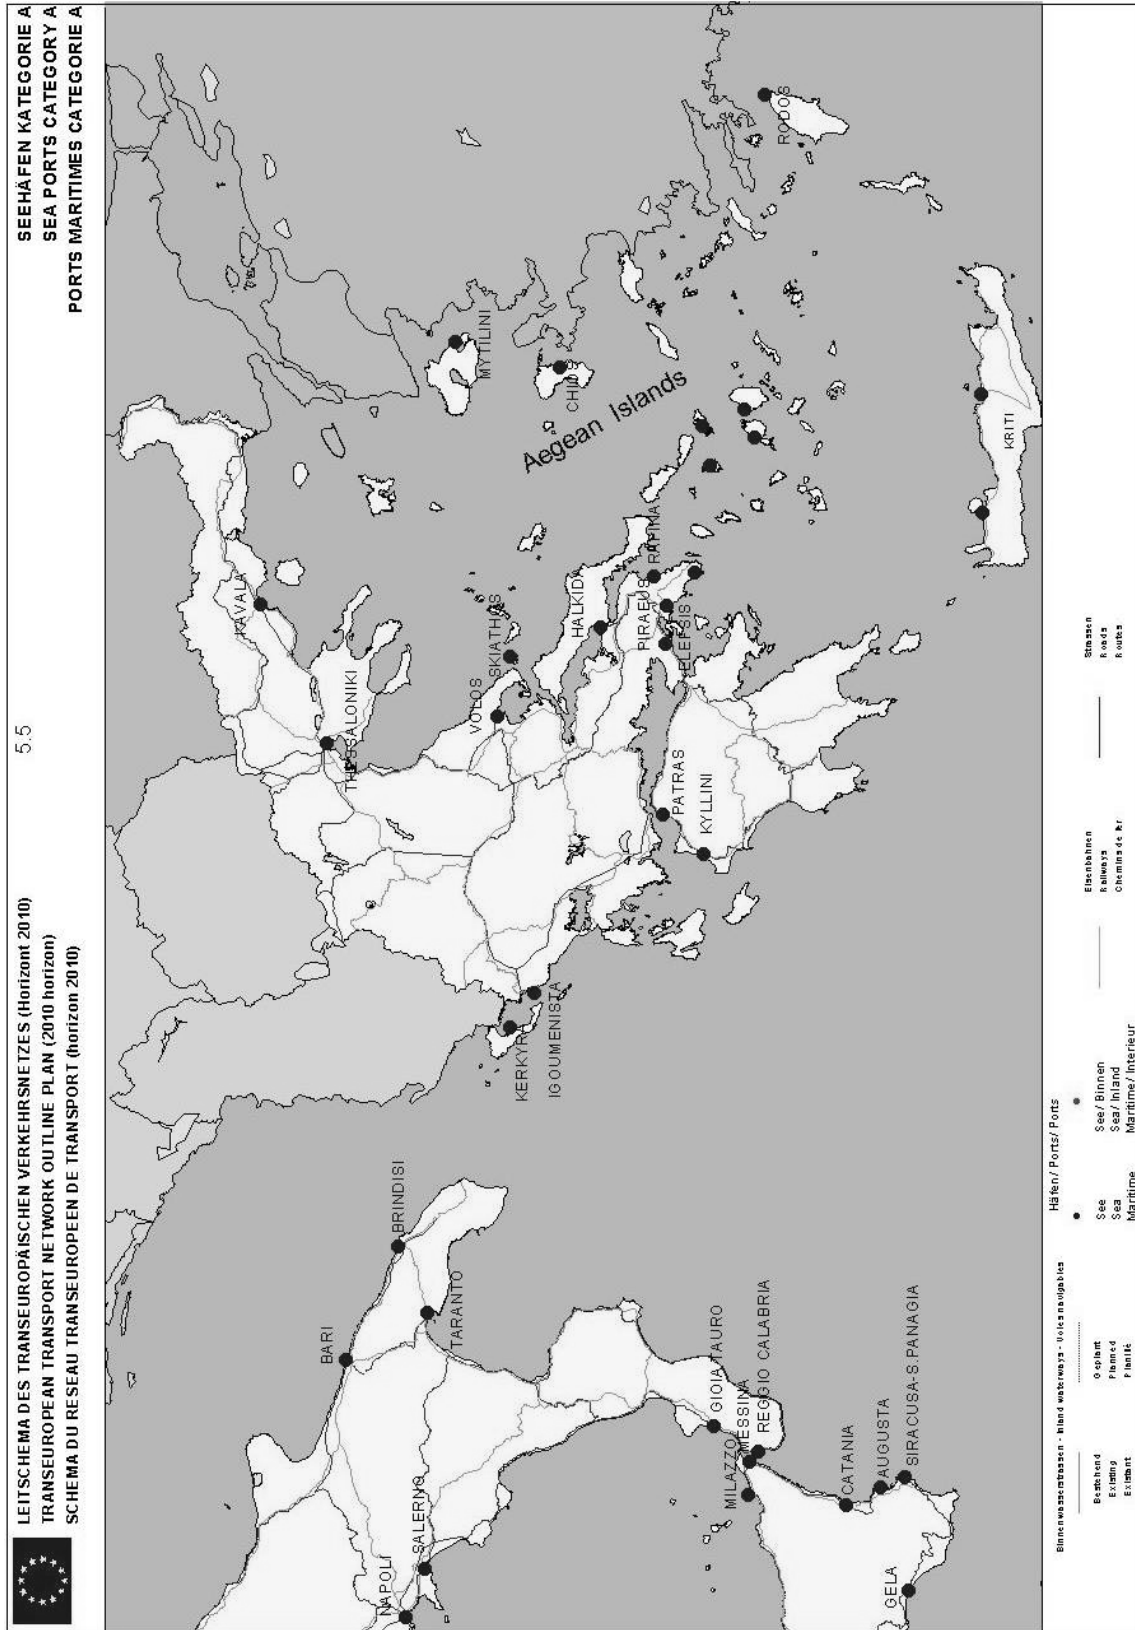 LEITSCHEMA DES TRANSEUROPÄISCHEN VERKEHRSNETZES (Horizont 2010)
TRANSEUROPEAN TRANSPORT NETWORK OUTLINE PLAN (2010 horizon)
SCHEMA DU RESEAU TRANSEUROPEEN DE TRANSPORT (horizon 2010)
5.5
SEEHÄFEN KATEGORIE A
SEA PORTS CATEGORY A
PORTS MARITIMES CATEGORIE A
NAPOLI
SALERNO
BARI
BRINDISI
TARANTO
GIOIA TAURO
MILAZZO
MESSINA
REGGIO CALABRIA
CATANIA
AUGUSTA
SIRACUSA-S.PANAGIA
GELA
KERKYR
IGOUMENISTA
THESSALONIKI
KAVALA
VOLOS
SKIATHOS
HALKIDA
PIRAEUS
RAFINA
ELEFSIS
PATRAS
KYLLINI
MYTILINI
CHIOS
Aegean Islands
RODOS
KRITI
Binnenwasserstrassen - Inland waterways - Voies navigables
Bestehend
Existing
Existant
Geplant
Planned
Planifié
Häfen/ Ports/ Ports
See
Sea
Maritime
See/ Binnen
Sea/ Inland
Maritime/ Interieur
Eisenbahnen
Railways
Chemins de fer
Strassen
Roads
Routes